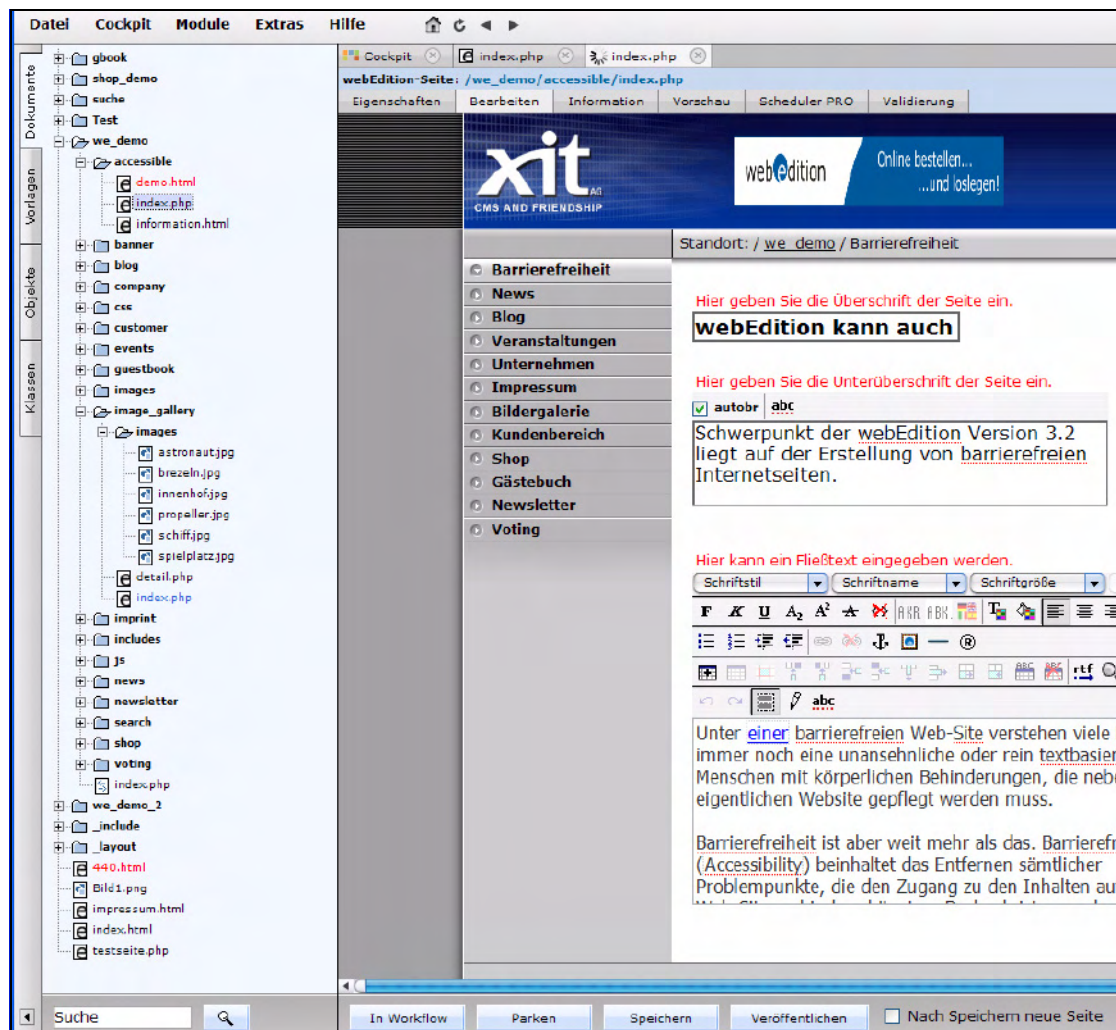 Datei Cockpit Module Extras Hilfe
Dokumente
Vorlagen
Objekte
Klassen
gbook
shop_demo
suche
Test
we_demo
accessible
demo.html
index.php
information.html
banner
blog
company
css
customer
events
guestbook
images
image_gallery
images
astronaut.jpg
brezeln.jpg
innenhof.jpg
propeller.jpg
schiff.jpg
spielplatz.jpg
detail.php
index.php
imprint
includes
js
news
newsletter
search
shop
voting
index.php
we_demo_2
_include
_layout
440.html
Bild1.png
impressum.html
index.html
testseite.php
Suche
Cockpit index.php index.php
webEdition-Seite: /we_demo/accessible/index.php
Eigenschaften Bearbeiten Information Vorschau Scheduler PRO Validierung
xit AG
CMS AND FRIENDSHIP
webedition
Online bestellen...
...und loslegen!
Standort: / we_demo / Barrierefreiheit
Barrierefreiheit
News
Blog
Veranstaltungen
Unternehmen
Impressum
Bildergalerie
Kundenbereich
Shop
Gästebuch
Newsletter
Voting
Hier geben Sie die Überschrift der Seite ein.
webEdition kann auch
Hier geben Sie die Unterüberschrift der Seite ein.
autobr abc
Schwerpunkt der webEdition Version 3.2
liegt auf der Erstellung von barrierefreien
Internetseiten.
Hier kann ein Fließtext eingegeben werden.
Schriftstil Schriftname Schriftgröße
F K U A2 A² A
rtf
abc
Unter einer barrierefreien Web-Site verstehen viele
immer noch eine unansehnliche oder rein textbasier
Menschen mit körperlichen Behinderungen, die nebe
eigentlichen Website gepflegt werden muss.
Barrierefreiheit ist aber weit mehr als das. Barrierefr
(Accessibility) beinhaltet das Entfernen sämtlicher
Problempunkte, die den Zugang zu den Inhalten au
In Workflow Parken Speichern Veröffentlichen Nach Speichern neue Seite